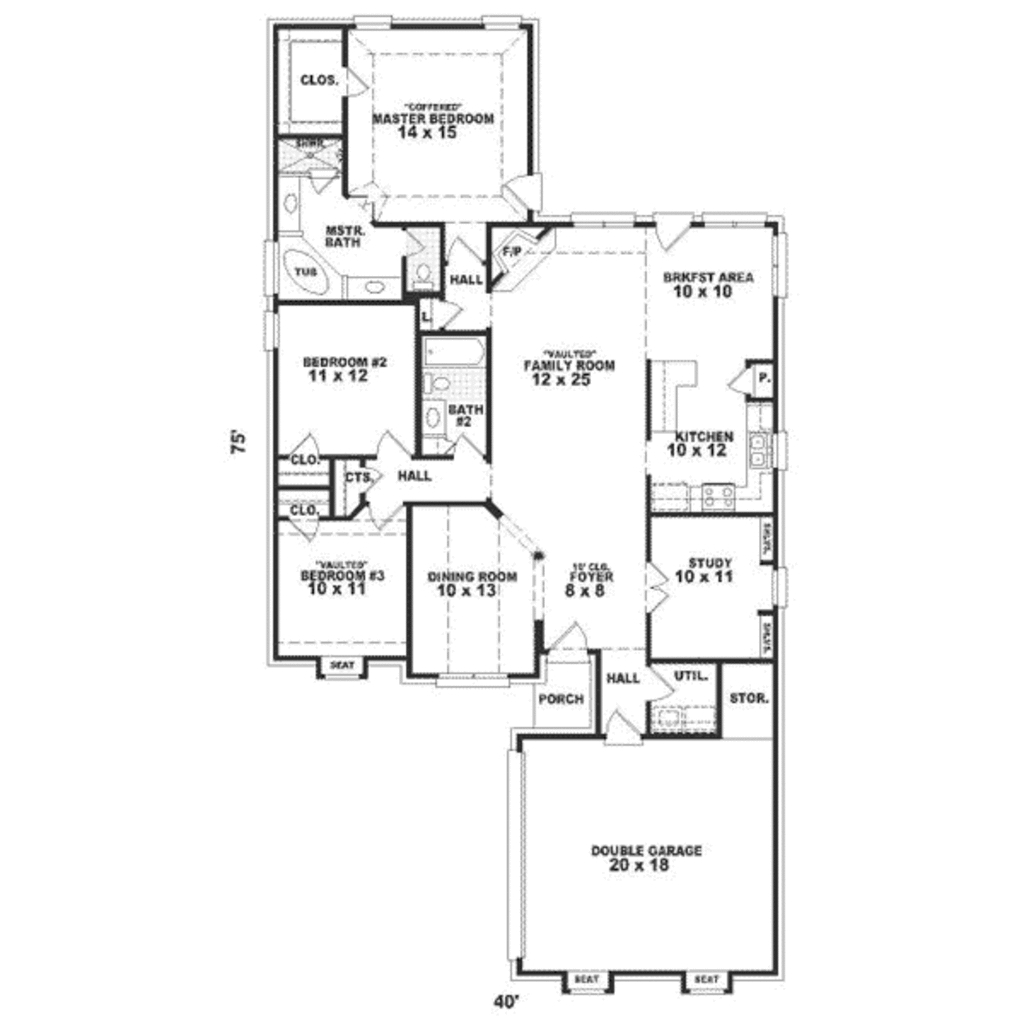 CLOS.
"COFFERED"
MASTER BEDROOM
14 x 15
SHWR.
MSTR.
BATH
TUB
HALL
F/P
BRKFST AREA
10 x 10
L.
"VAULTED"
FAMILY ROOM
12 x 25
BEDROOM #2
11 x 12
P.
BATH
#2
KITCHEN
10 x 12
75'
CLO.
CTS.
HALL
CLO.
"VAULTED"
BEDROOM #3
10 x 11
DINING ROOM
10 x 13
10' CLG.
FOYER
8 x 8
STUDY
10 x 11
SHLVS.
SHLVS.
SEAT
PORCH
HALL
UTIL.
STOR.
DOUBLE GARAGE
20 x 18
SEAT
SEAT
40'